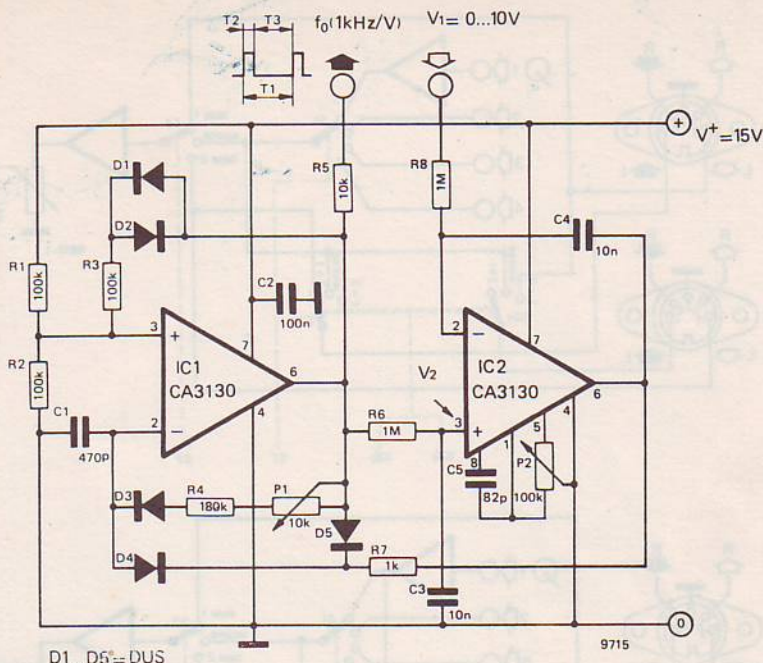 T2 T3
T1
f₀(1kHz/V)
V₁= 0...10V
+
V⁺=15V
D1
D2
R5
10k
R8
1M
C4
10n
R1
100k
R3
100k
C2
100n
R2
100k
3
+
7
IC1
CA3130
6
2
−
4
C1
470P
2
−
7
IC2
CA3130
6
V₂
3
+
4
5
1
8
R6
1M
C5
82p
P2
100k
D3
R4
180k
P1
10k
D5
D4
R7
1k
C3
10n
0
9715
D1 D5 = DUS